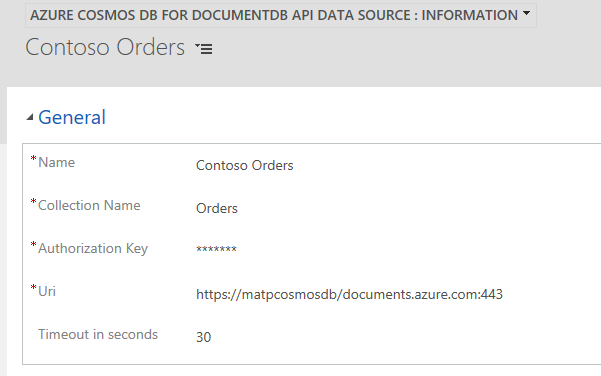 AZURE COSMOS DB FOR DOCUMENTDB API DATA SOURCE : INFORMATION
Contoso Orders
General
*Name Contoso Orders
*Collection Name Orders
*Authorization Key *******
*Uri https://matpcosmosdb/documents.azure.com:443
Timeout in seconds 30